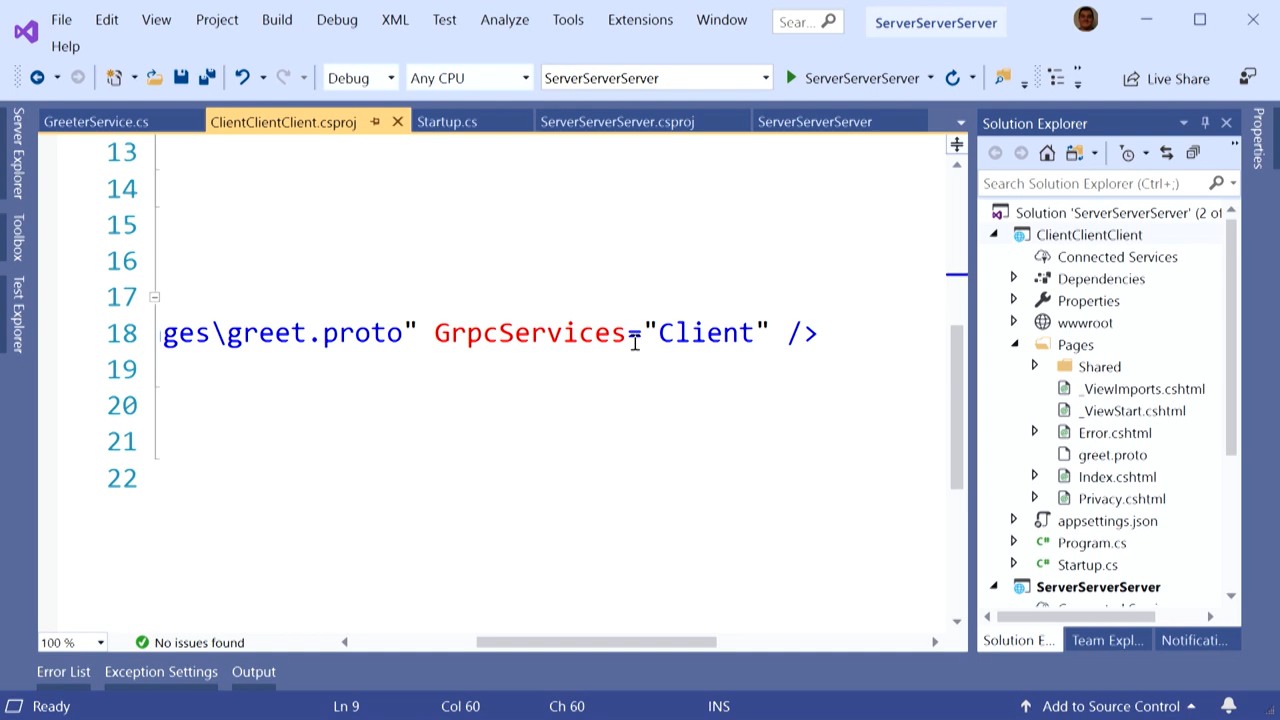 File Edit View Project Build Debug XML Test Analyze Tools Extensions Window Sear... ServerServerServer
Help
Debug Any CPU ServerServerServer ServerServerServer Live Share
Server Explorer
Toolbox
Test Explorer
GreeterService.cs ClientClientClient.csproj Startup.cs ServerServerServer.csproj ServerServerServer
13
14
15
16
17
18 ges\greet.proto" GrpcServices="Client" />
19
20
21
22
100 % No issues found
Solution Explorer
Search Solution Explorer (Ctrl+;)
Solution 'ServerServerServer' (2 of
ClientClientClient
Connected Services
Dependencies
Properties
wwwroot
Pages
Shared
_ViewImports.cshtml
_ViewStart.cshtml
Error.cshtml
greet.proto
Index.cshtml
Privacy.cshtml
appsettings.json
C# Program.cs
C# Startup.cs
ServerServerServer
Solution E... Team Expl... Notificati...
Properties
Error List Exception Settings Output
Ready Ln 9 Col 60 Ch 60 INS Add to Source Control